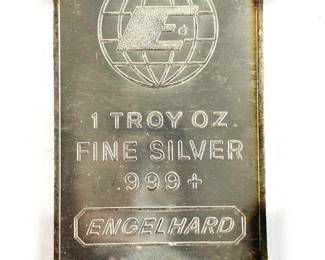 E
1 TROY OZ.
FINE SILVER
.999+
ENGELHARD